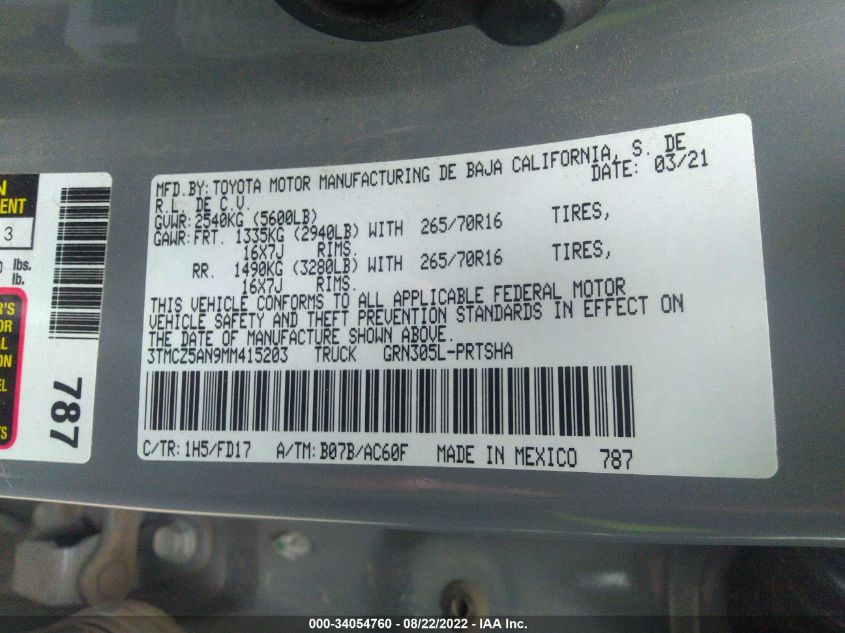 MFD.BY:TOYOTA MOTOR MANUFACTURING DE BAJA CALIFORNIA, S. DE
R.L. DE C.V. DATE: 03/21
GVWR:2540KG (5600LB)
GAWR:FRT. 1335KG (2940LB) WITH 265/70R16 TIRES,
16X7J RIMS.
RR. 1490KG (3280LB) WITH 265/70R16 TIRES,
16X7J RIMS.
THIS VEHICLE CONFORMS TO ALL APPLICABLE FEDERAL MOTOR
VEHICLE SAFETY AND THEFT PREVENTION STANDARDS IN EFFECT ON
THE DATE OF MANUFACTURE SHOWN ABOVE.
3TMCZ5AN9MM415203 TRUCK GRN305L-PRTSHA
C/TR:1H5/FD17 A/TM:B07B/AC60F MADE IN MEXICO 787
3
lbs.
lb.
787
000-34054760 - 08/22/2022 - IAA Inc.